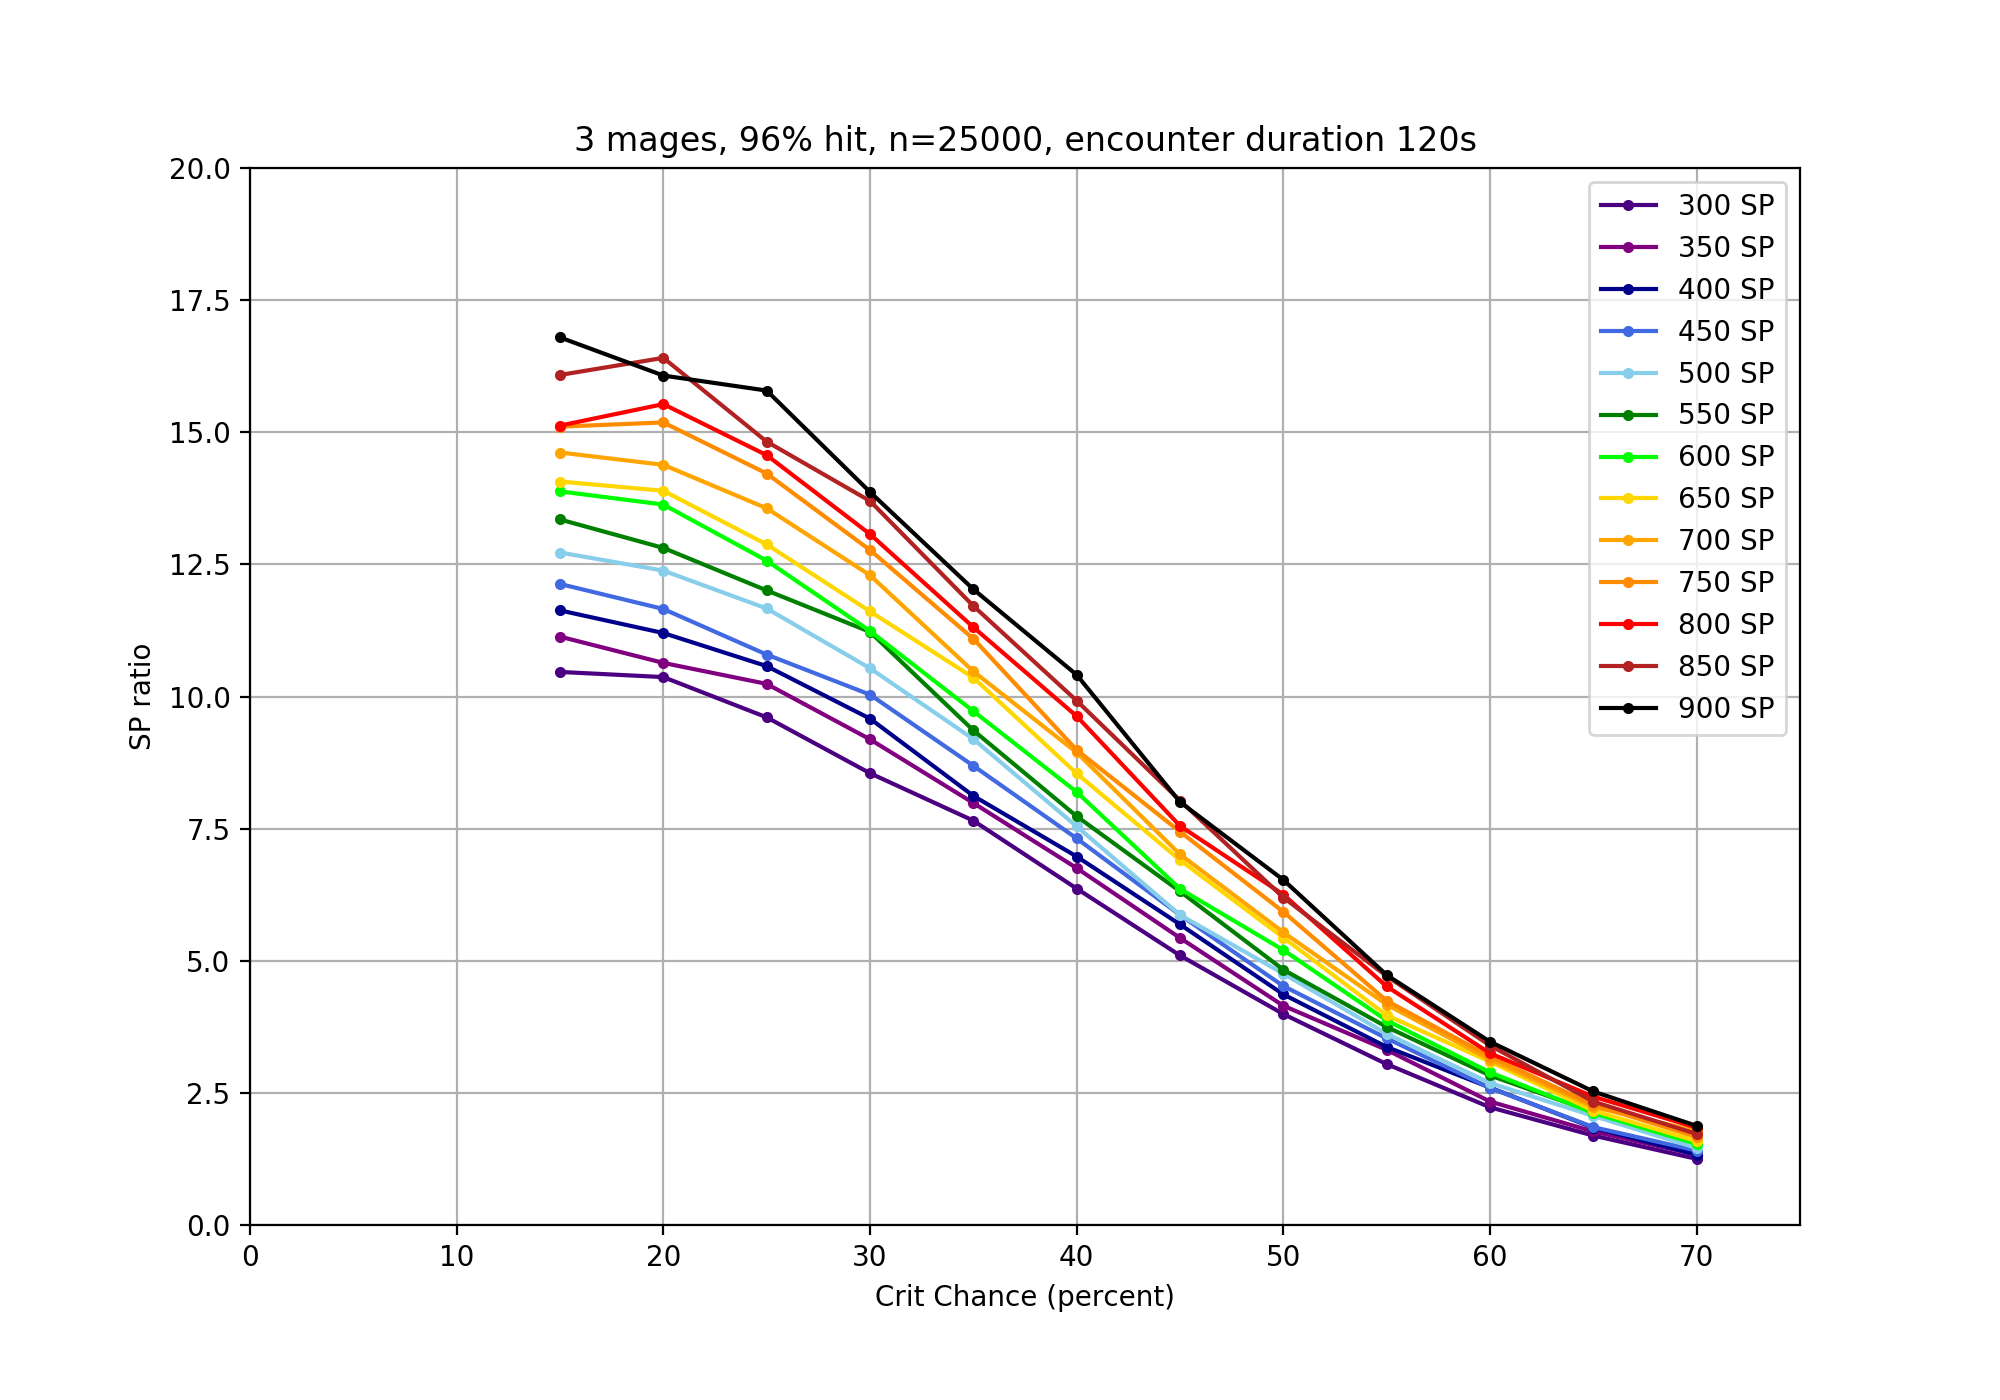 3 mages, 96% hit, n=25000, encounter duration 120s
20.0
17.5
15.0
12.5
10.0
7.5
5.0
2.5
0.0
SP ratio
0 10 20 30 40 50 60 70
Crit Chance (percent)
300 SP
350 SP
400 SP
450 SP
500 SP
550 SP
600 SP
650 SP
700 SP
750 SP
800 SP
850 SP
900 SP